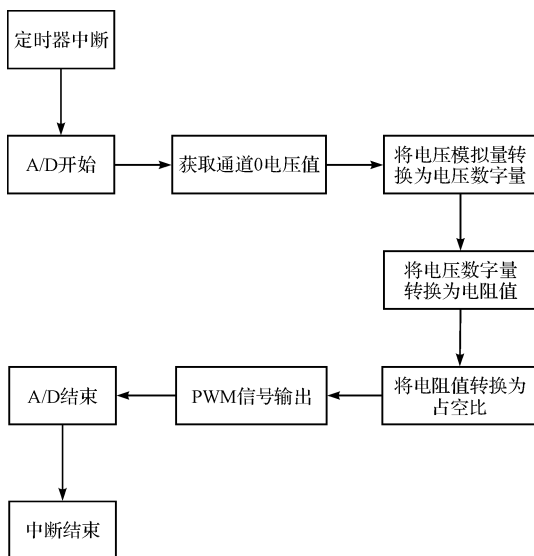 定时器中断
A/D开始
获取通道0电压值
将电压模拟量转
换为电压数字量
将电压数字量
转换为电阻值
将电阻值转换为
占空比
PWM信号输出
A/D结束
中断结束